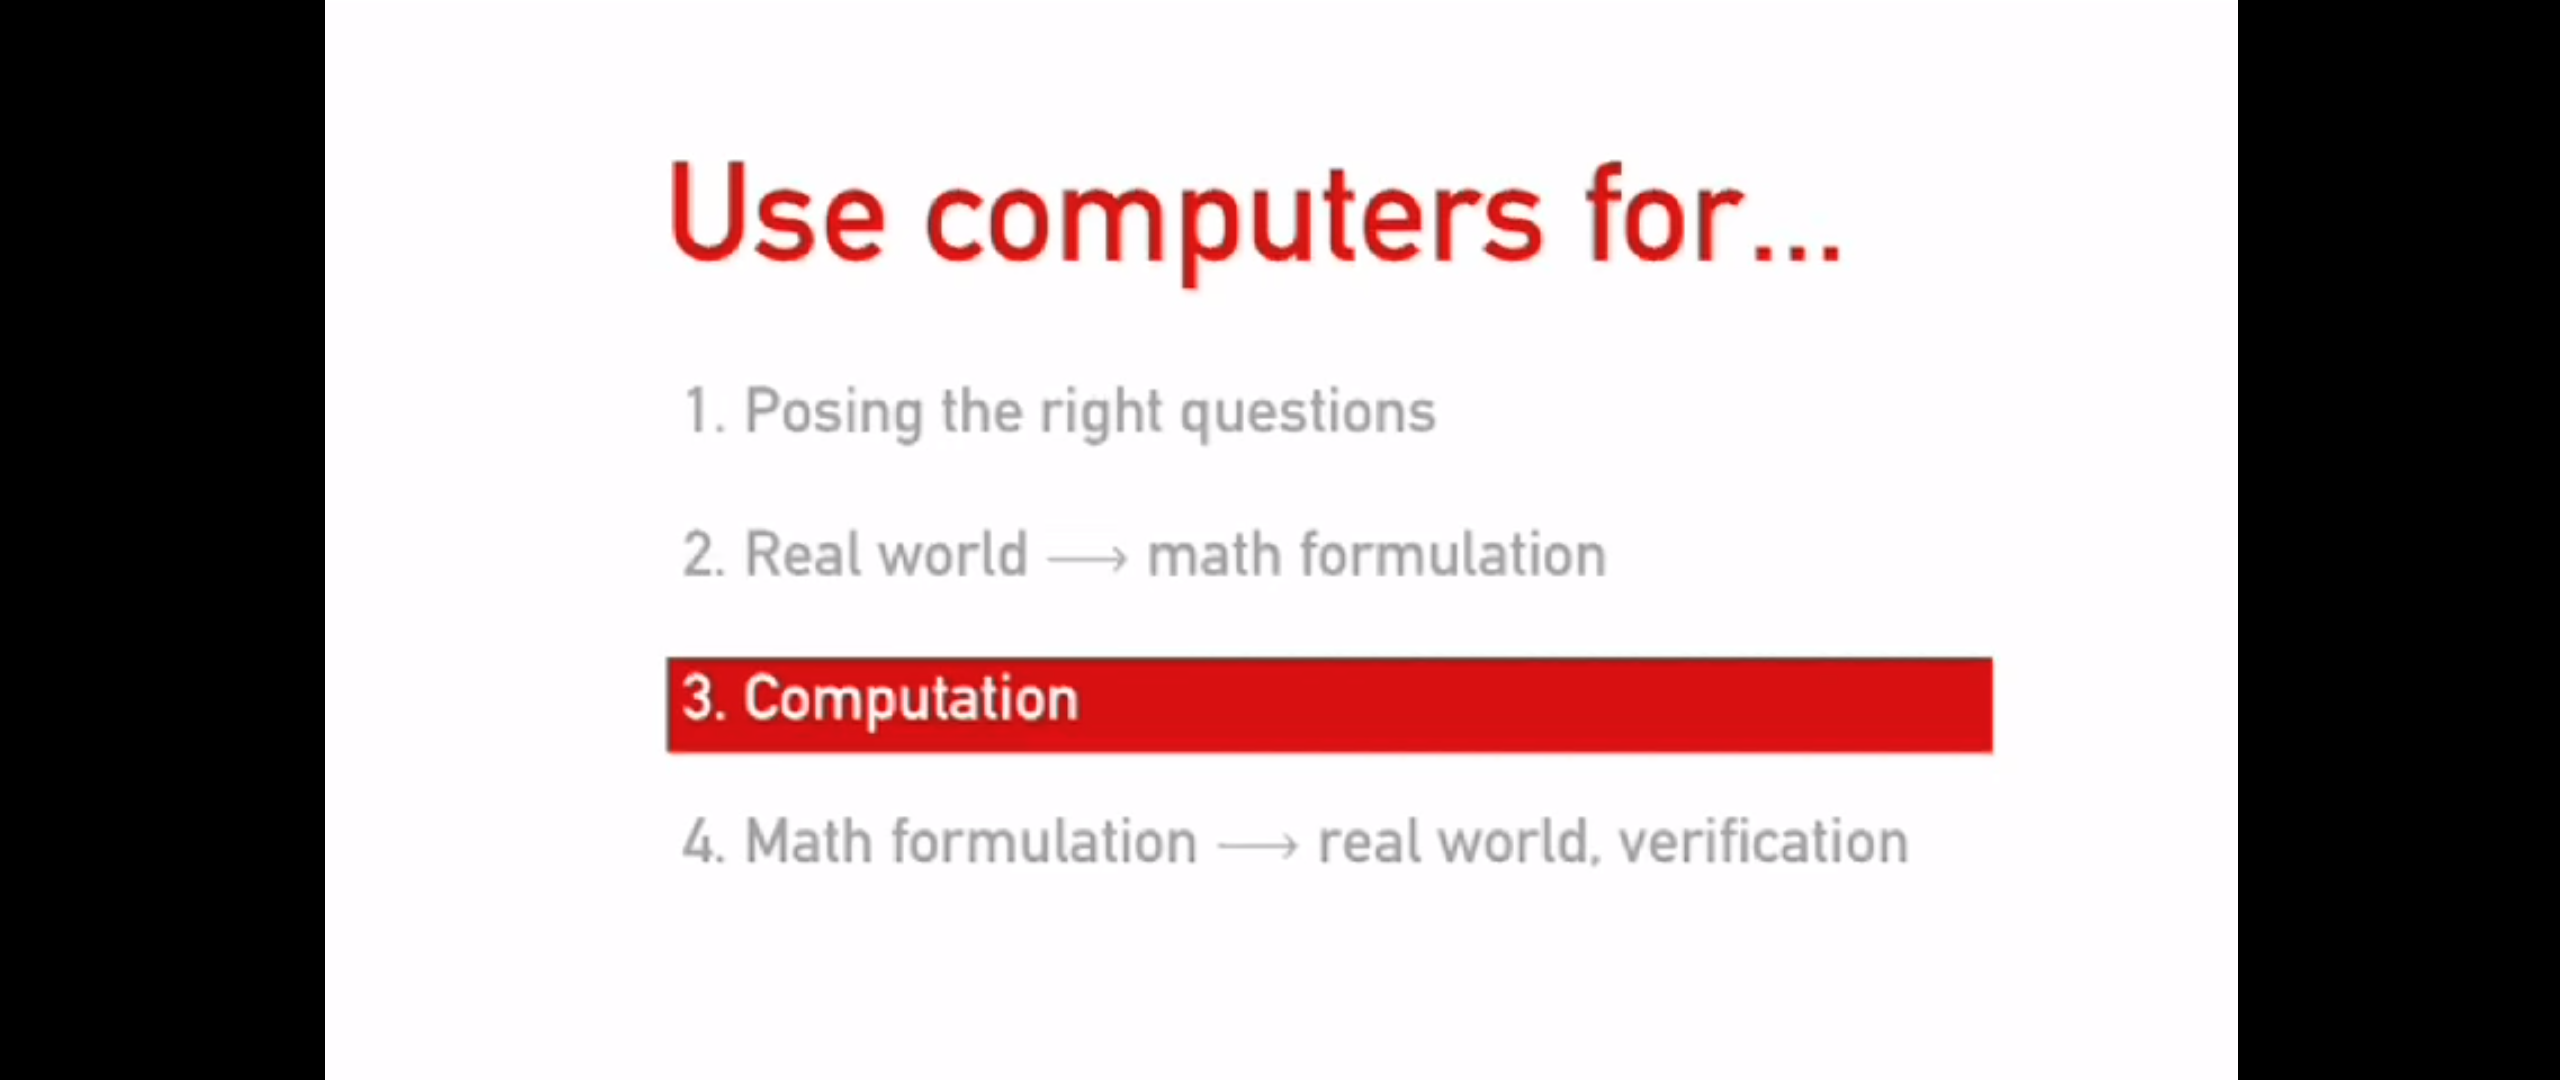 Use computers for...
1. Posing the right questions
2. Real world ⟶ math formulation
3. Computation
4. Math formulation ⟶ real world, verification